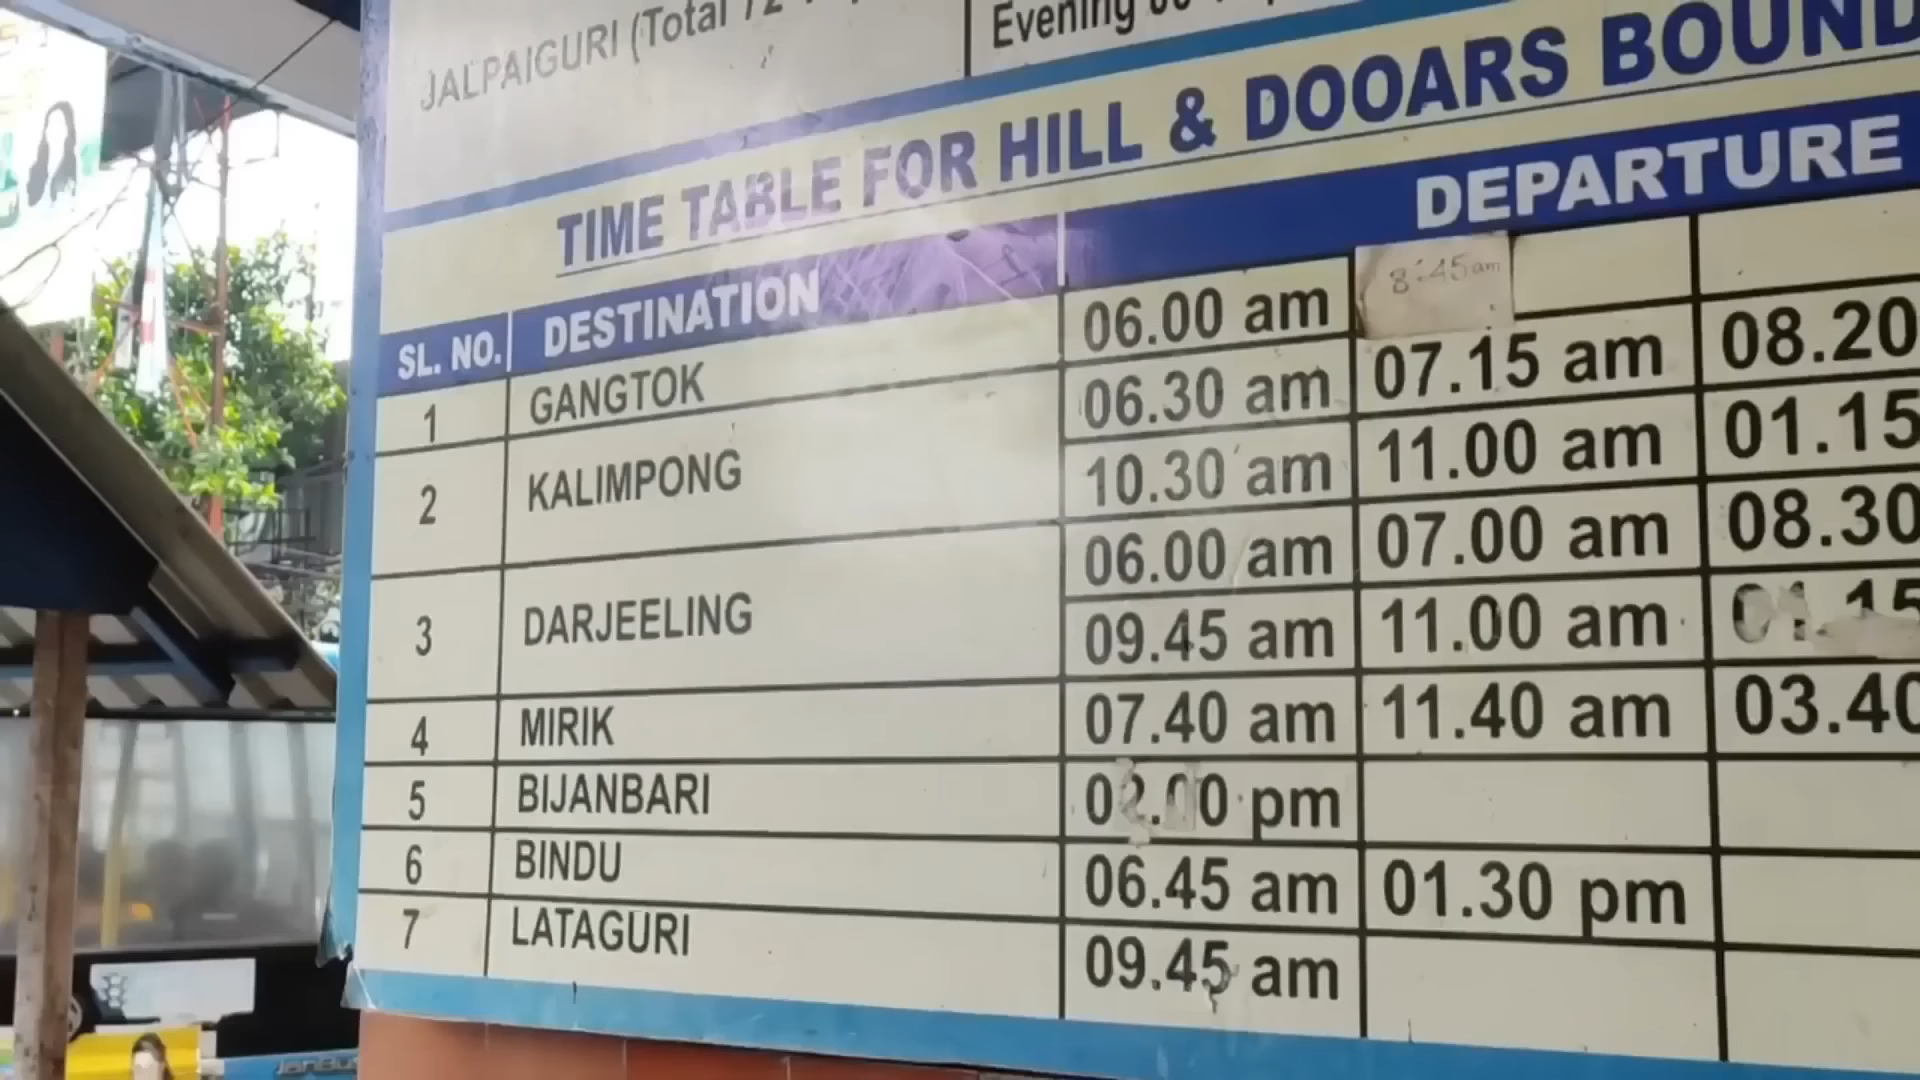 JALPAIGURI (Total 72
Evening
TIME TABLE FOR HILL & DOOARS BOUND
SL. NO. DESTINATION DEPARTURE
1 GANGTOK 06.00 am 8:45am
2 KALIMPONG 06.30 am 07.15 am 08.20
10.30 am 11.00 am 01.15
3 DARJEELING 06.00 am 07.00 am 08.30
09.45 am 11.00 am 01.15
4 MIRIK 07.40 am 11.40 am 03.40
5 BIJANBARI pm
6 BINDU 06.45 am 01.30 pm
7 LATAGURI 09.45 am